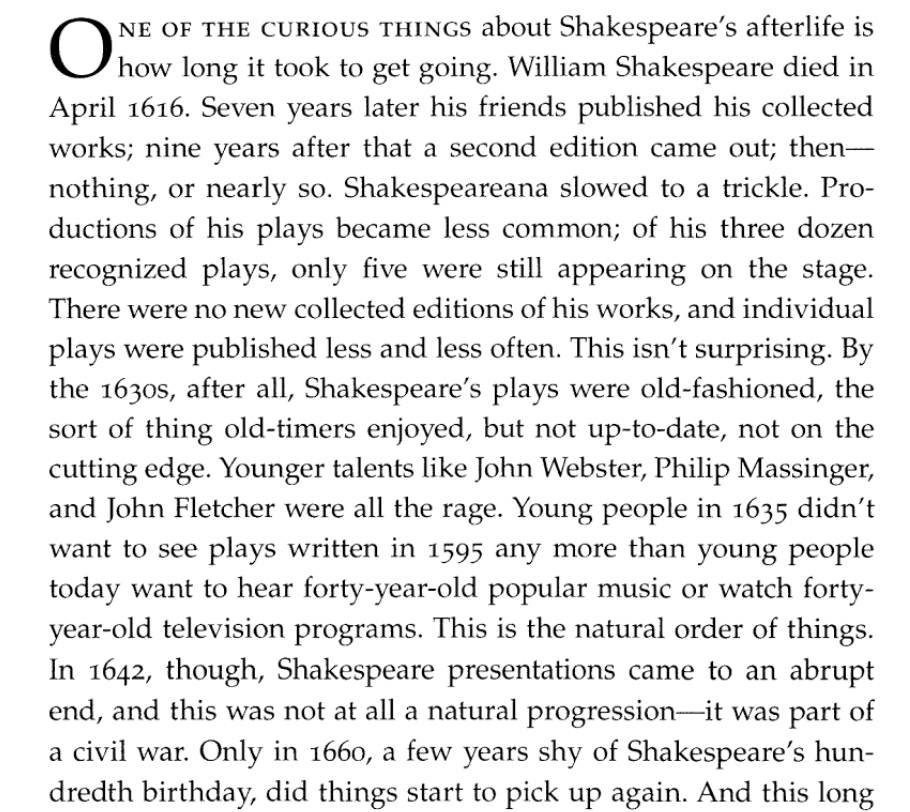 ONE OF THE CURIOUS THINGS about Shakespeare's afterlife is
how long it took to get going. William Shakespeare died in
April 1616. Seven years later his friends published his collected
works; nine years after that a second edition came out; then—
nothing, or nearly so. Shakespeareana slowed to a trickle. Pro-
ductions of his plays became less common; of his three dozen
recognized plays, only five were still appearing on the stage.
There were no new collected editions of his works, and individual
plays were published less and less often. This isn't surprising. By
the 1630s, after all, Shakespeare's plays were old-fashioned, the
sort of thing old-timers enjoyed, but not up-to-date, not on the
cutting edge. Younger talents like John Webster, Philip Massinger,
and John Fletcher were all the rage. Young people in 1635 didn't
want to see plays written in 1595 any more than young people
today want to hear forty-year-old popular music or watch forty-
year-old television programs. This is the natural order of things.
In 1642, though, Shakespeare presentations came to an abrupt
end, and this was not at all a natural progression—it was part of
a civil war. Only in 1660, a few years shy of Shakespeare's hun-
dredth birthday, did things start to pick up again. And this long